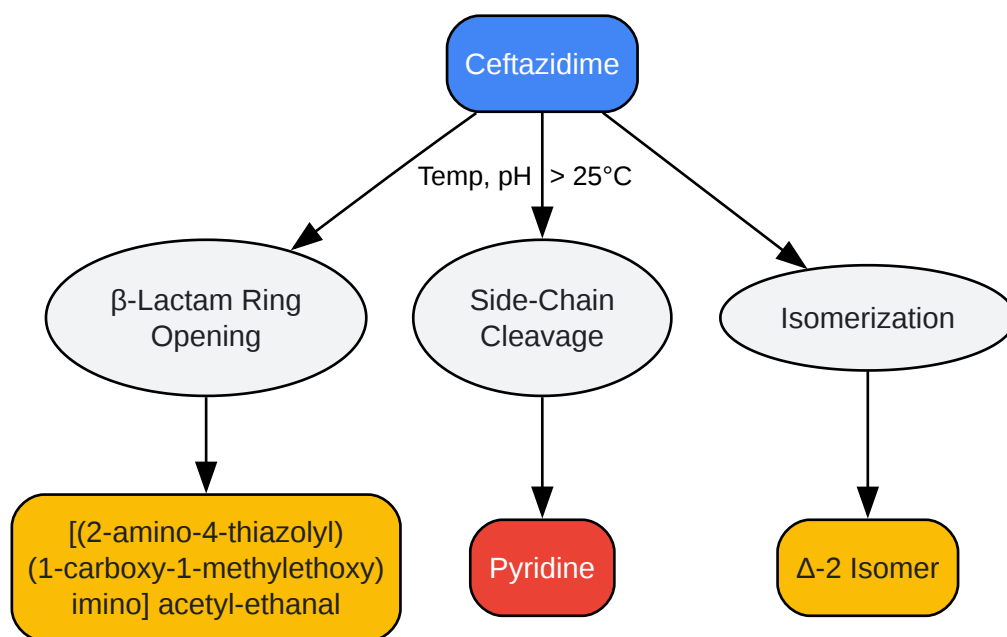 Ceftazidime
Temp, pH
> 25°C
β-Lactam Ring
Opening
Side-Chain
Cleavage
Isomerization
[(2-amino-4-thiazolyl)
(1-carboxy-1-methylethoxy)
imino] acetyl-ethanal
Pyridine
Δ-2 Isomer